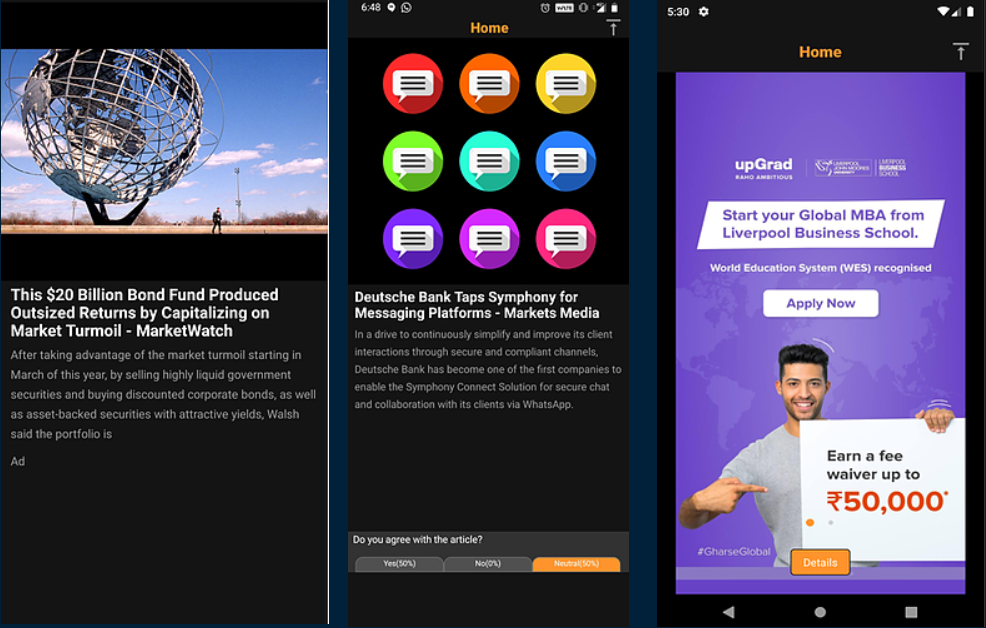 This $20 Billion Bond Fund Produced
Outsized Returns by Capitalizing on
Market Turmoil - MarketWatch
After taking advantage of the market turmoil starting in
March of this year, by selling highly liquid government
securities and buying discounted corporate bonds, as well
as asset-backed securities with attractive yields, Walsh
said the portfolio is
Ad
6:48
Home
Deutsche Bank Taps Symphony for
Messaging Platforms - Markets Media
In a drive to continuously simplify and improve its client
interactions through secure and compliant channels,
Deutsche Bank has become one of the first companies to
enable the Symphony Connect Solution for secure chat
and collaboration with its clients via WhatsApp.
Do you agree with the article?
Yes(50%)
No(0%)
Neutral(50%)
5:30
Home
upGrad
RAHO AMBITIOUS
LIVERPOOL
JOHN MOORES
UNIVERSITY
LIVERPOOL
BUSINESS
SCHOOL
Start your Global MBA from
Liverpool Business School.
World Education System (WES) recognised
Apply Now
Earn a fee
waiver up to
₹50,000*
#GharseGlobal
Details